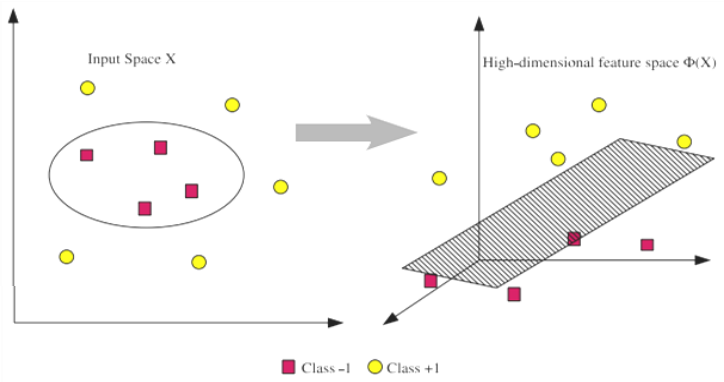 Input Space X
High-dimensional feature space Φ(X)
Class -1
Class +1